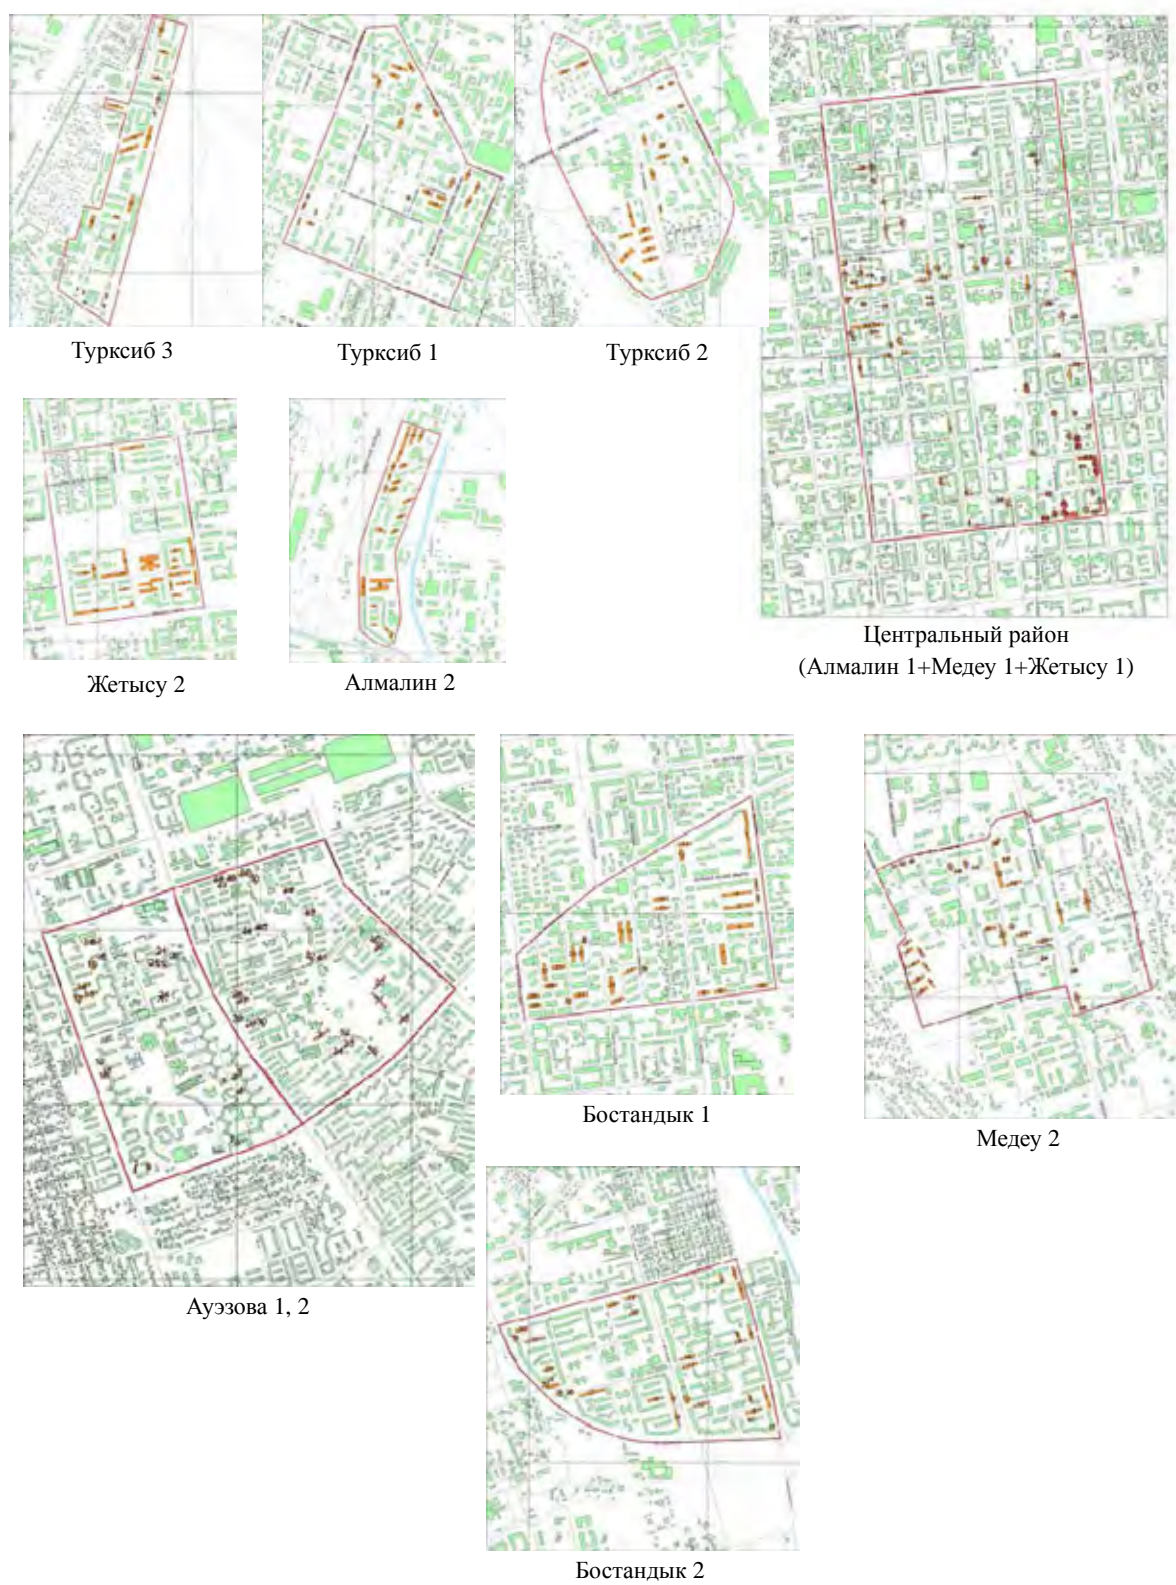 Турксиб 3
Турксиб 1
Турксиб 2
Жетысу 2
Алмалин 2
Центральный район
(Алмалин 1+Медеу 1+Жетысу 1)
Ауэзова 1, 2
Бостандык 1
Медеу 2
Бостандык 2